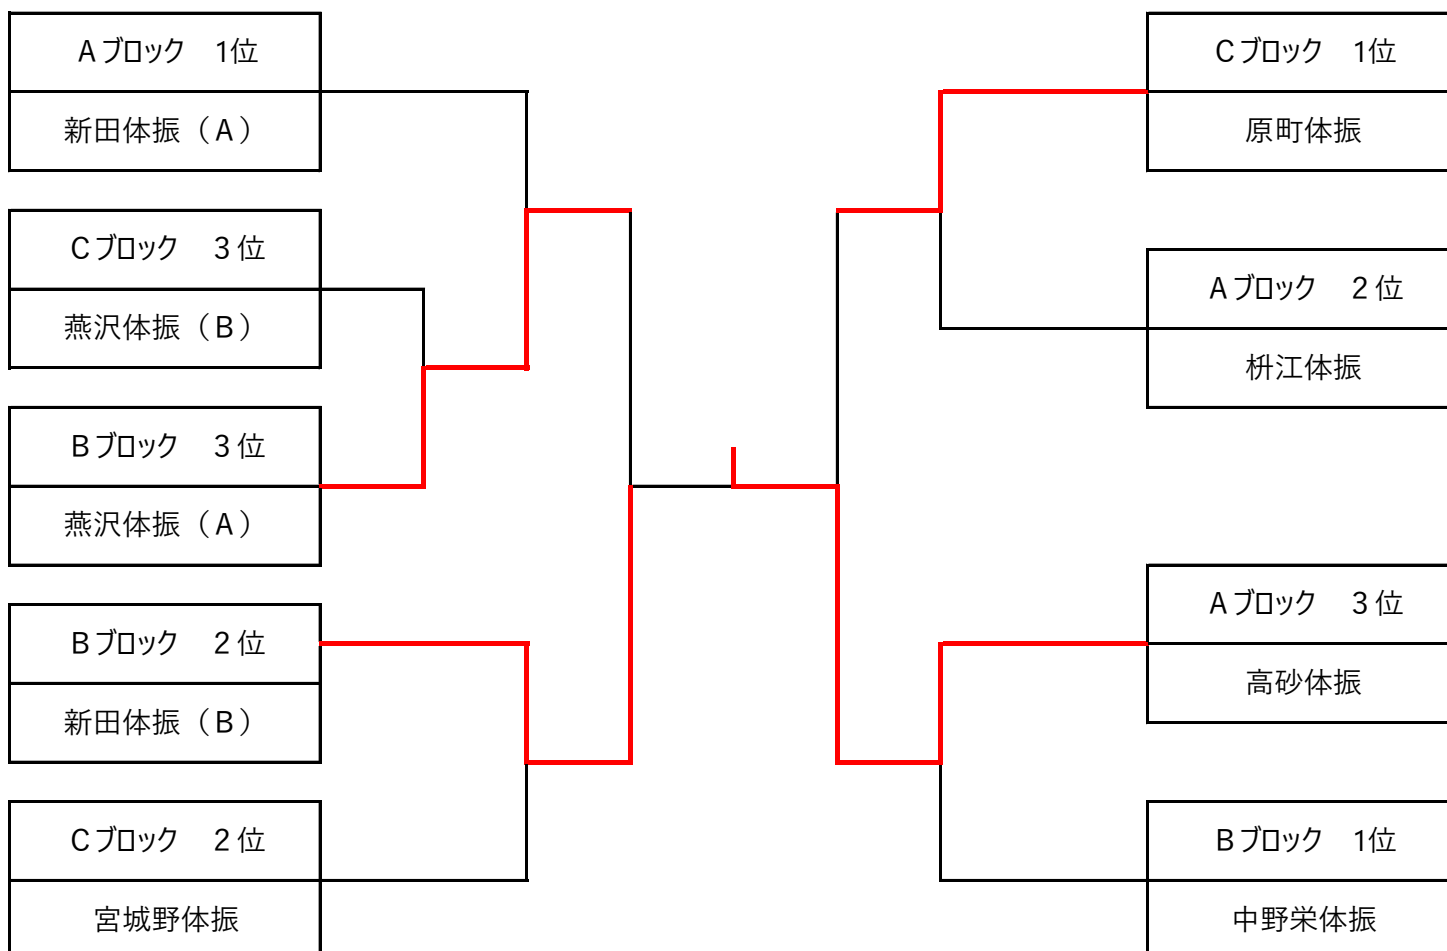 Aブロック　1位
新田体振（A）
Cブロック　3位
燕沢体振（B）
Bブロック　3位
燕沢体振（A）
Bブロック　2位
新田体振（B）
Cブロック　2位
宮城野体振
Cブロック　1位
原町体振
Aブロック　2位
枡江体振
Aブロック　3位
高砂体振
Bブロック　1位
中野栄体振